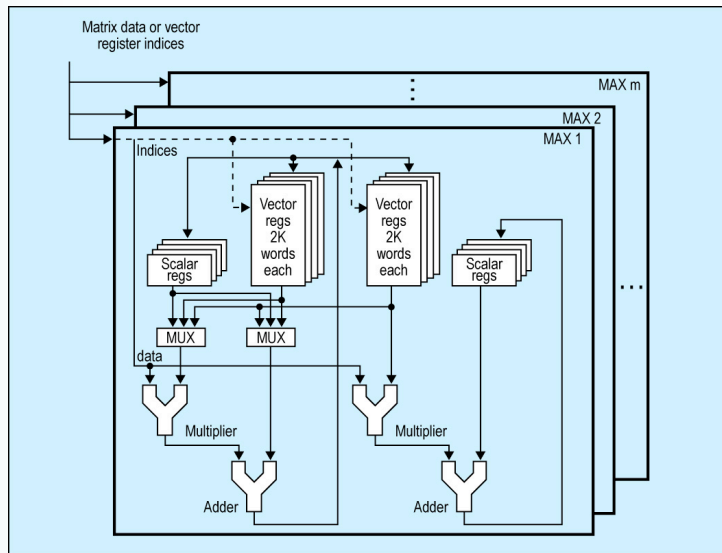 Matrix data or vector
register indices
MAX m
MAX 2
MAX 1
Indices
Vector
regs
2K
words
each
Vector
regs
2K
words
each
Scalar
regs
Scalar
regs
MUX
MUX
data
Multiplier
Multiplier
Adder
Adder